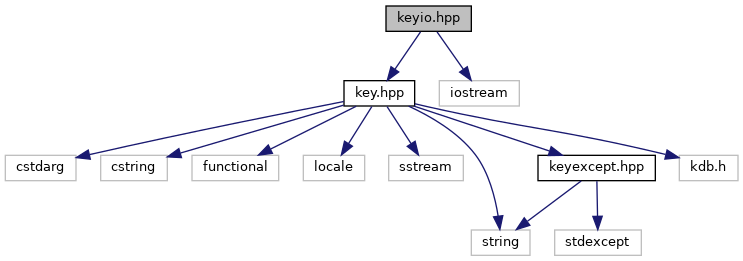 keyio.hpp
key.hpp
iostream
cstdarg
cstring
functional
locale
sstream
keyexcept.hpp
kdb.h
string
stdexcept